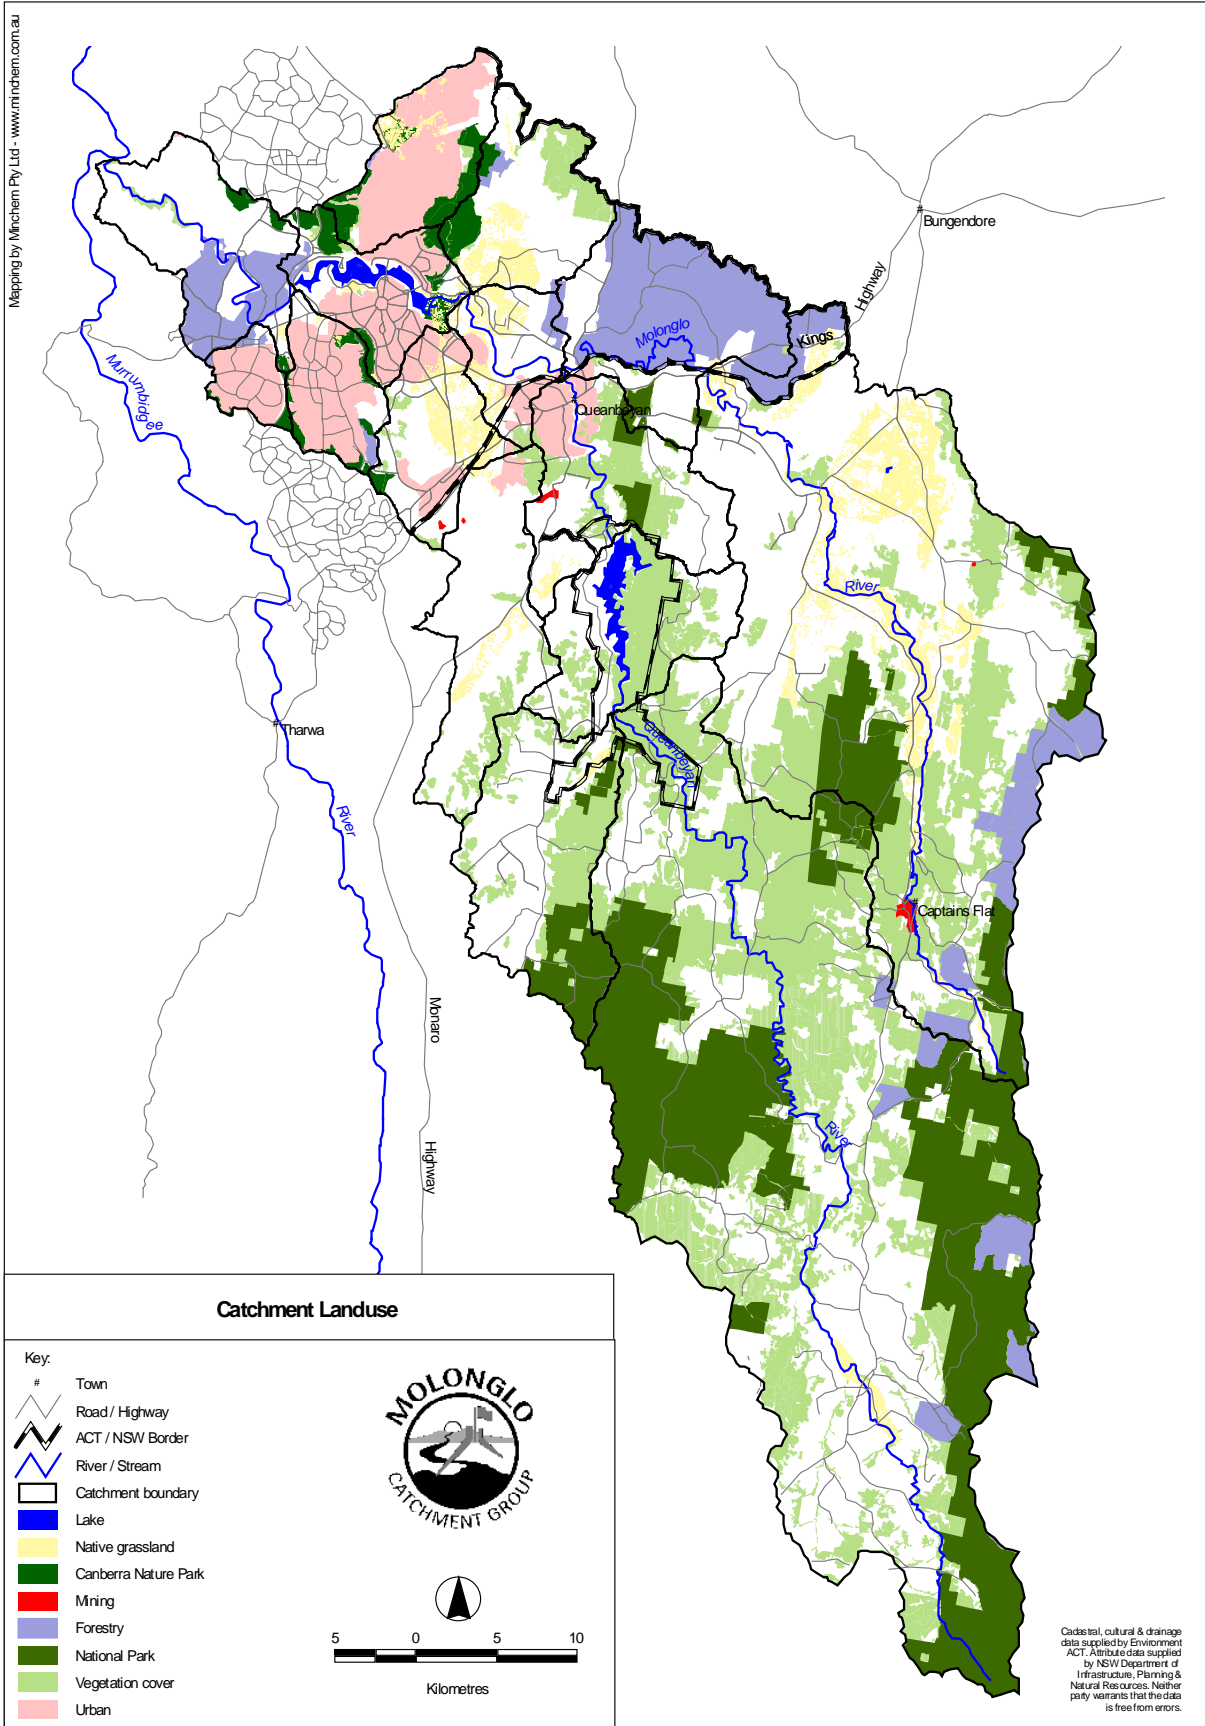 Mapping by Minchem Pty Ltd - www.minchem.com.au
#
Bungendore
Highway
Kings
Molonglo
Murrumbidgee
#
Queanbeyan
River
#
Tharwa
Queanbeyan
River
#
Captains Flat
Monaro
River
Highway
Catchment Landuse
Key:
# Town
Road / Highway
ACT / NSW Border
River / Stream
Catchment boundary
Lake
Native grassland
Canberra Nature Park
Mining
Forestry
National Park
Vegetation cover
Urban
MOLONGLO
CATCHMENT GROUP
5 0 5 10
Kilometres
Cadastral, cultural & drainage
data supplied by Environment
ACT. Attribute data supplied
by NSW Department of
Infrastructure, Planning &
Natural Resources. Neither
party warrants that the data
is free from errors.